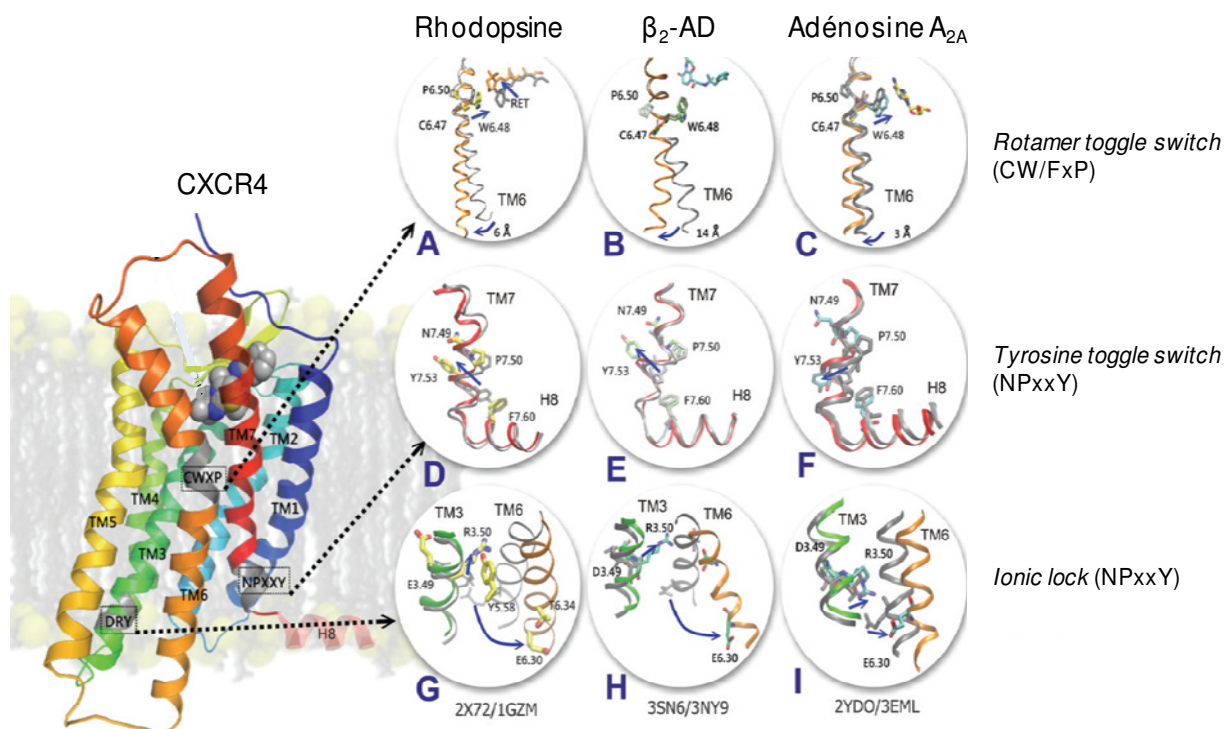 Rhodopsine
β₂-AD
Adénosine A₂ₐ
P6.50
RET
C6.47
W6.48
TM6
6 Å
A
P6.50
C6.47
W6.48
TM6
14 Å
B
P6.50
C6.47
W6.48
TM6
3 Å
C
Rotamer toggle switch
(CW/FxP)
CXCR4
TM7
N7.49
P7.50
Y7.53
F7.60
H8
D
TM7
N7.49
P7.50
Y7.53
F7.60
H8
E
TM7
N7.49
P7.50
Y7.53
F7.60
H8
F
Tyrosine toggle switch
(NPxxY)
TM7
TM2
CWXP
TM4
TM1
TM5
TM3
NPXXY
TM6
DRY
H8
TM3
TM6
R3.50
E3.49
Y5.58
T6.34
E6.30
G
TM3
TM6
R3.50
D3.49
E6.30
H
TM3
TM6
D3.49
R3.50
E6.30
I
Ionic lock (NPxxY)
2X72/1GZM
3SN6/3NY9
2YDO/3EML